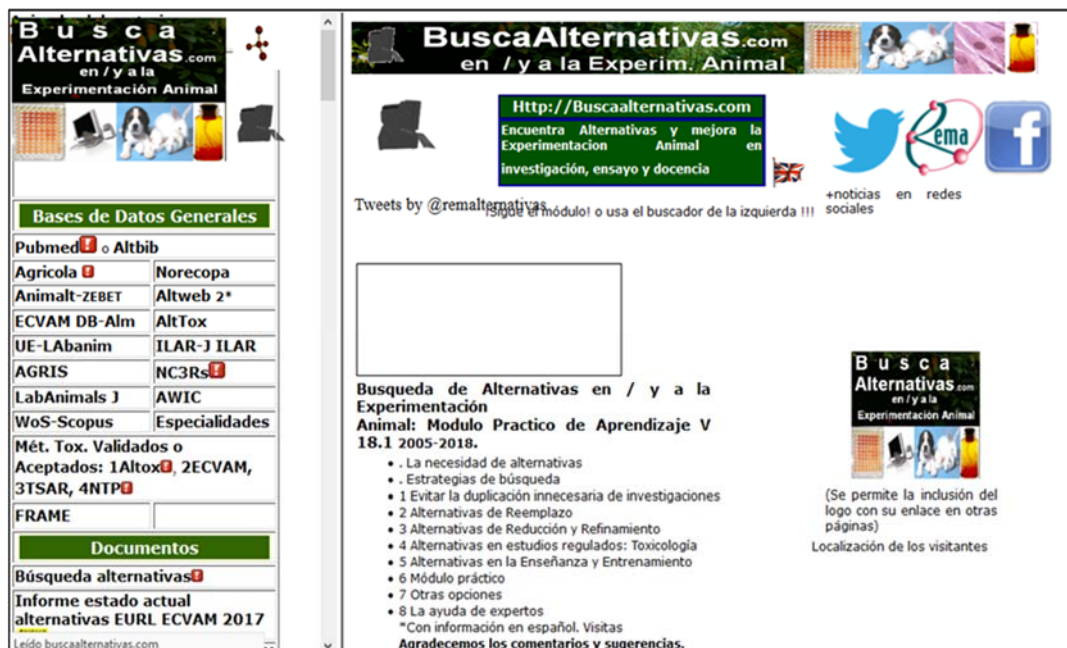 Busca
Alternativas.com
en / y a la
Experimentación Animal
Bases de Datos Generales
Pubmed! o Altbib
Agricola !
Norecopa
Animalt-ZEBET
Altweb 2*
ECVAM DB-Alm
AltTox
UE-LAbanim
ILAR-J ILAR
AGRIS
NC3Rs!
LabAnimals J
AWIC
WoS-Scopus
Especialidades
Mét. Tox. Validados o
Aceptados: 1Altox!, 2ECVAM,
3TSAR, 4NTP!
FRAME
Documentos
Búsqueda alternativas!
Informe estado actual
alternativas EURL ECVAM 2017
Leído buscaalternativas.com
BuscaAlternativas.com
en / y a la Experim. Animal
Http://Buscaalternativas.com
Encuentra Alternativas y mejora la
Experimentacion Animal en
investigación, ensayo y docencia
Rema
f
+noticias en redes
sociales
Tweets by @remalternativas
¡Sigue el módulo! o usa el buscador de la izquierda !!!
Busqueda de Alternativas en / y a la
Experimentación
Animal: Modulo Practico de Aprendizaje V
18.1 2005-2018.
• . La necesidad de alternativas
• . Estrategias de búsqueda
• 1 Evitar la duplicación innecesaria de investigaciones
• 2 Alternativas de Reemplazo
• 3 Alternativas de Reducción y Refinamiento
• 4 Alternativas en estudios regulados: Toxicología
• 5 Alternativas en la Enseñanza y Entrenamiento
• 6 Módulo práctico
• 7 Otras opciones
• 8 La ayuda de expertos
*Con información en español. Visitas
Agradecemos los comentarios y sugerencias.
Busca
Alternativas.com
en / y a la
Experimentación Animal
(Se permite la inclusión del
logo con su enlace en otras
páginas)
Localización de los visitantes